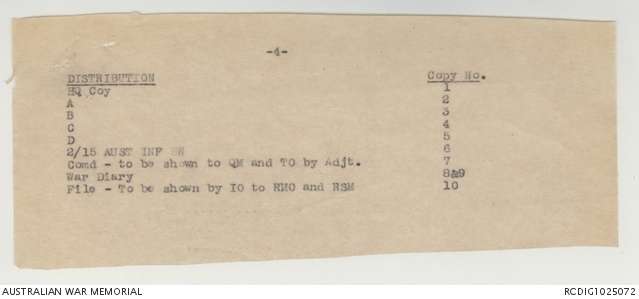 -4-
DISTRIBUTION Copy No.
HQ Coy 1
A 2
B 3
C 4
D 5
2/15 AUST INF BN 6
Comd - to be shown to QM and TO by Adjt. 7
War Diary 8&9
File - To be shown by IO to RMO and RSM 10
AUSTRALIAN WAR MEMORIAL RCDIG1025072